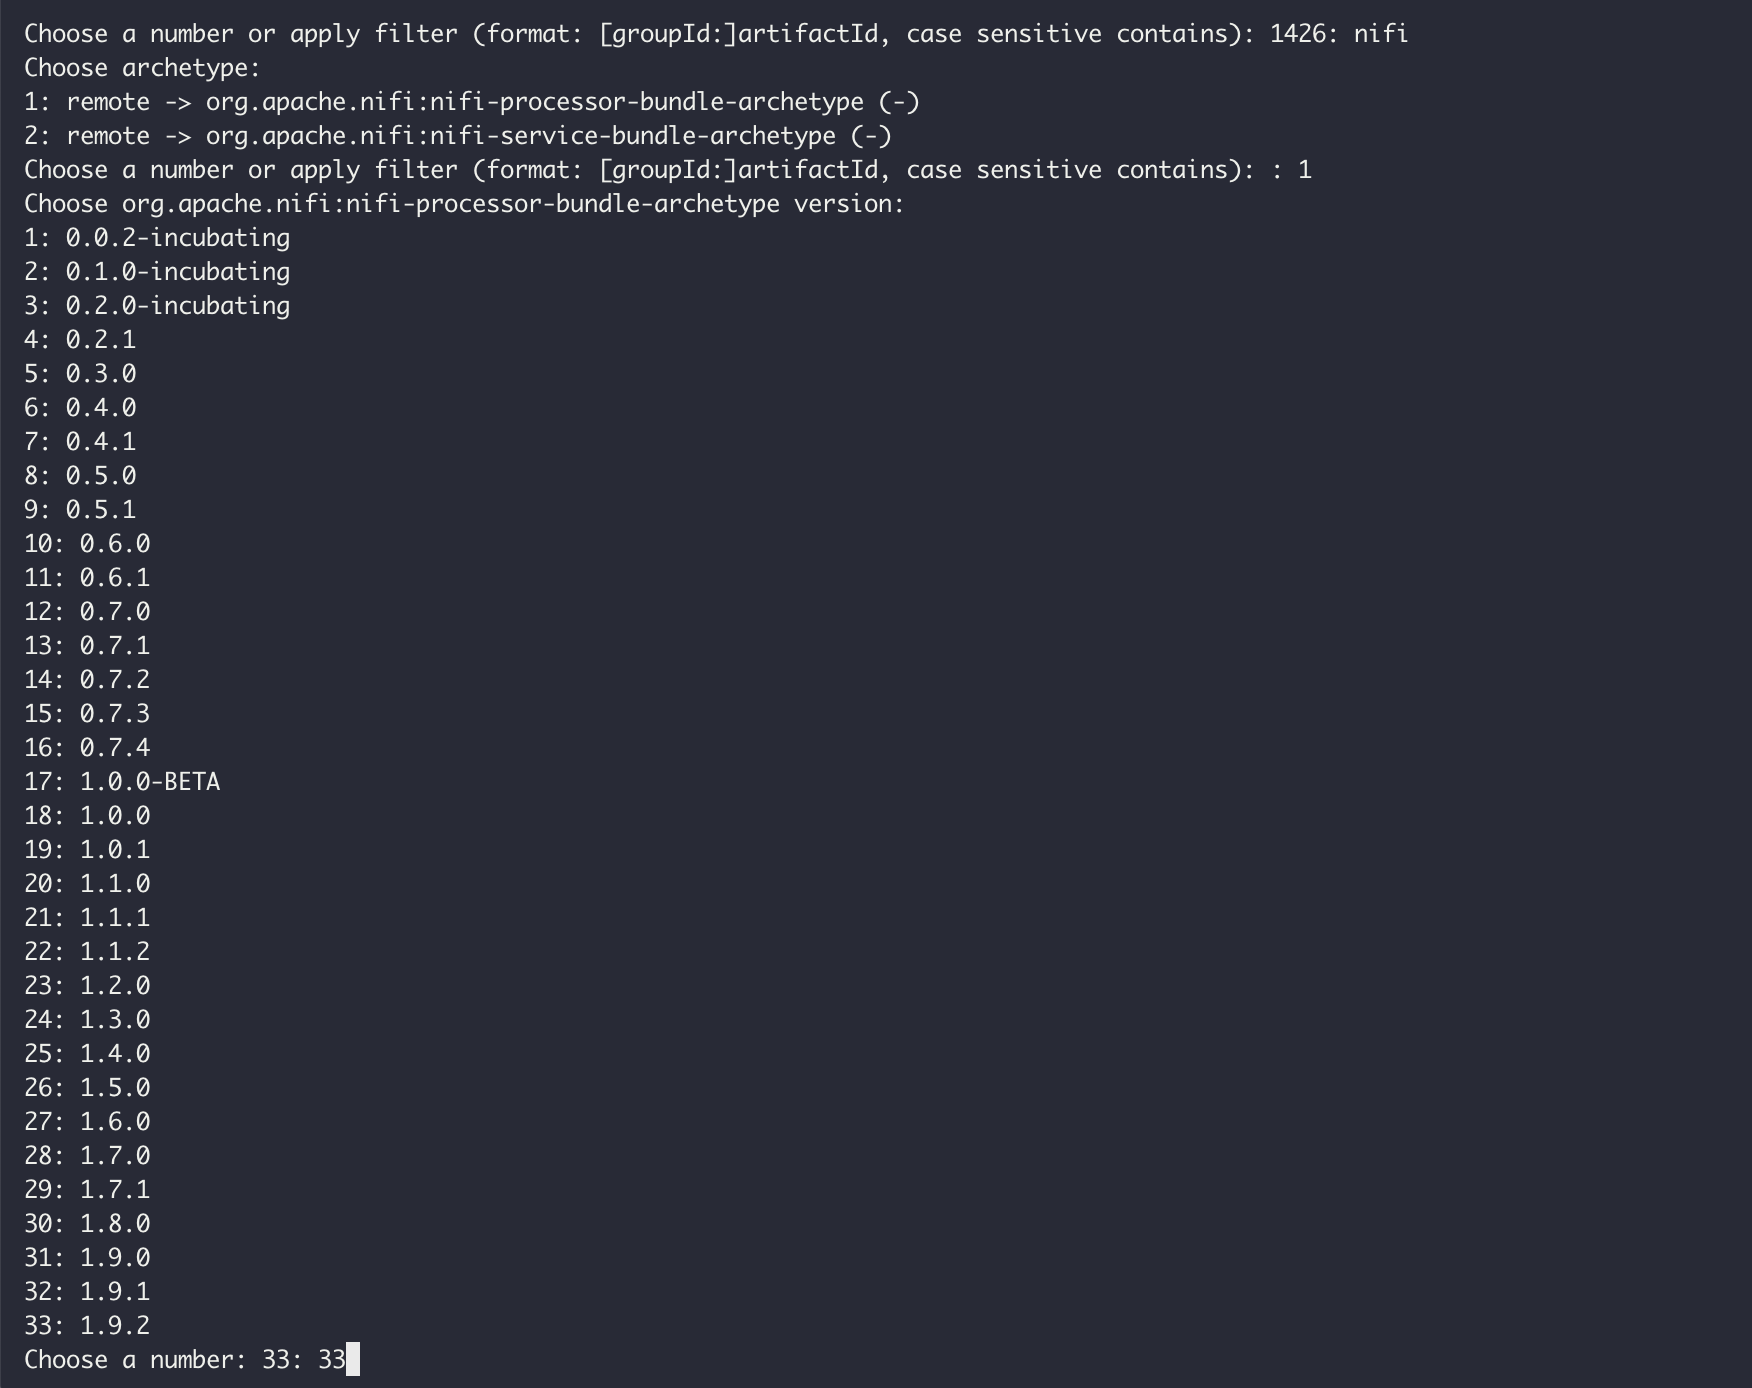 Choose a number or apply filter (format: [groupId:]artifactId, case sensitive contains): 1426: nifi
Choose archetype:
1: remote -> org.apache.nifi:nifi-processor-bundle-archetype (-)
2: remote -> org.apache.nifi:nifi-service-bundle-archetype (-)
Choose a number or apply filter (format: [groupId:]artifactId, case sensitive contains): : 1
Choose org.apache.nifi:nifi-processor-bundle-archetype version:
1: 0.0.2-incubating
2: 0.1.0-incubating
3: 0.2.0-incubating
4: 0.2.1
5: 0.3.0
6: 0.4.0
7: 0.4.1
8: 0.5.0
9: 0.5.1
10: 0.6.0
11: 0.6.1
12: 0.7.0
13: 0.7.1
14: 0.7.2
15: 0.7.3
16: 0.7.4
17: 1.0.0-BETA
18: 1.0.0
19: 1.0.1
20: 1.1.0
21: 1.1.1
22: 1.1.2
23: 1.2.0
24: 1.3.0
25: 1.4.0
26: 1.5.0
27: 1.6.0
28: 1.7.0
29: 1.7.1
30: 1.8.0
31: 1.9.0
32: 1.9.1
33: 1.9.2
Choose a number: 33: 33